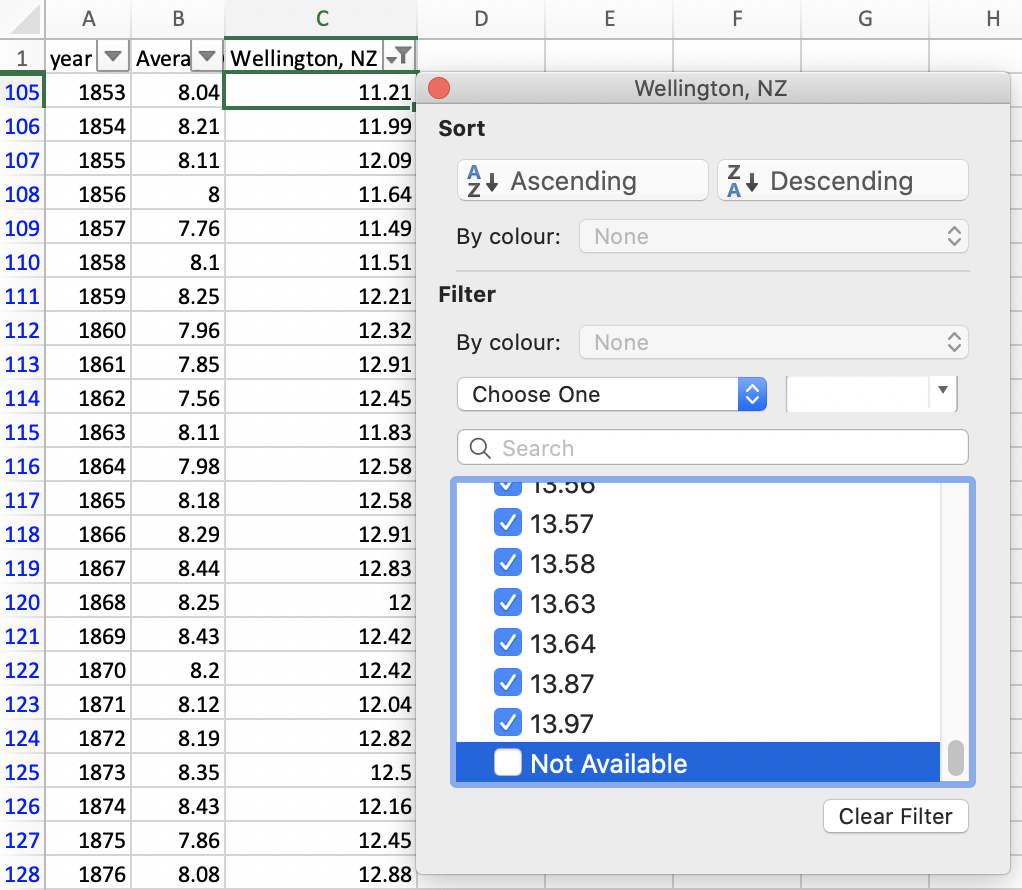 A B C D E F G H
1 year Avera Wellington, NZ
105 1853 8.04 11.21
106 1854 8.21 11.99
107 1855 8.11 12.09
108 1856 8 11.64
109 1857 7.76 11.49
110 1858 8.1 11.51
111 1859 8.25 12.21
112 1860 7.96 12.32
113 1861 7.85 12.91
114 1862 7.56 12.45
115 1863 8.11 11.83
116 1864 7.98 12.58
117 1865 8.18 12.58
118 1866 8.29 12.91
119 1867 8.44 12.83
120 1868 8.25 12
121 1869 8.43 12.42
122 1870 8.2 12.42
123 1871 8.12 12.04
124 1872 8.19 12.82
125 1873 8.35 12.5
126 1874 8.43 12.16
127 1875 7.86 12.45
128 1876 8.08 12.88
Wellington, NZ
Sort
A Z Ascending Z A Descending
By colour: None
Filter
By colour: None
Choose One
Search
13.56
13.57
13.58
13.63
13.64
13.87
13.97
Not Available
Clear Filter